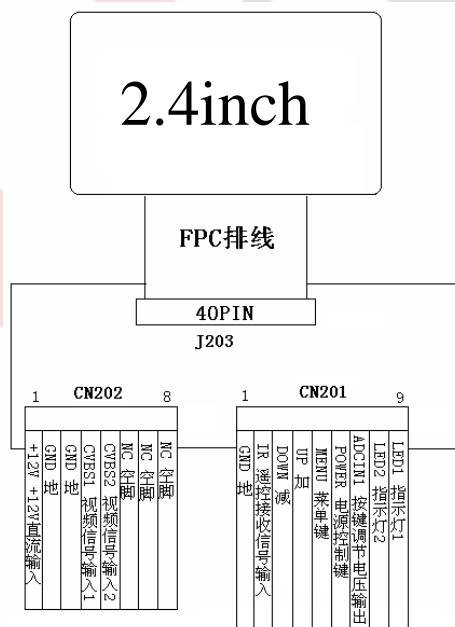 2.4inch
FPC排线
40PIN
J203
1 CN202 8
+12V +12V直流输入
GND 地
GND 地
CVBS1 视频信号输入1
CVBS2 视频信号输入2
NC 空脚
NC 空脚
NC 空脚
1 CN201 9
GND 地
IR 遥控接收信号输入
DOWN 减
UP 加
MENU 菜单键
POWER 电源控制键
ADCIN1 按键调节电压输出
LED2 指示灯2
LED1 指示灯1